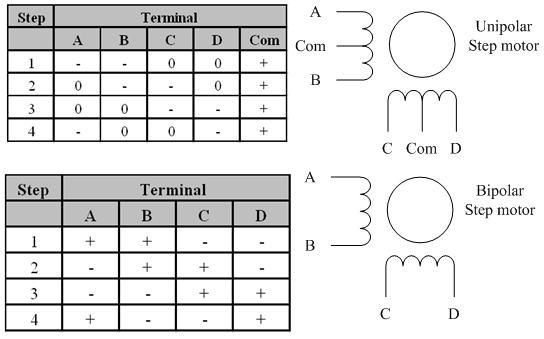 Step Terminal
A B C D Com
1 - - 0 0 +
2 0 - - 0 +
3 0 0 - - +
4 - 0 0 - +
A
Com
B
Unipolar
Step motor
C Com D
Step Terminal
A B C D
1 + + - -
2 - + + -
3 - - + +
4 + - - +
A
B
Bipolar
Step motor
C D